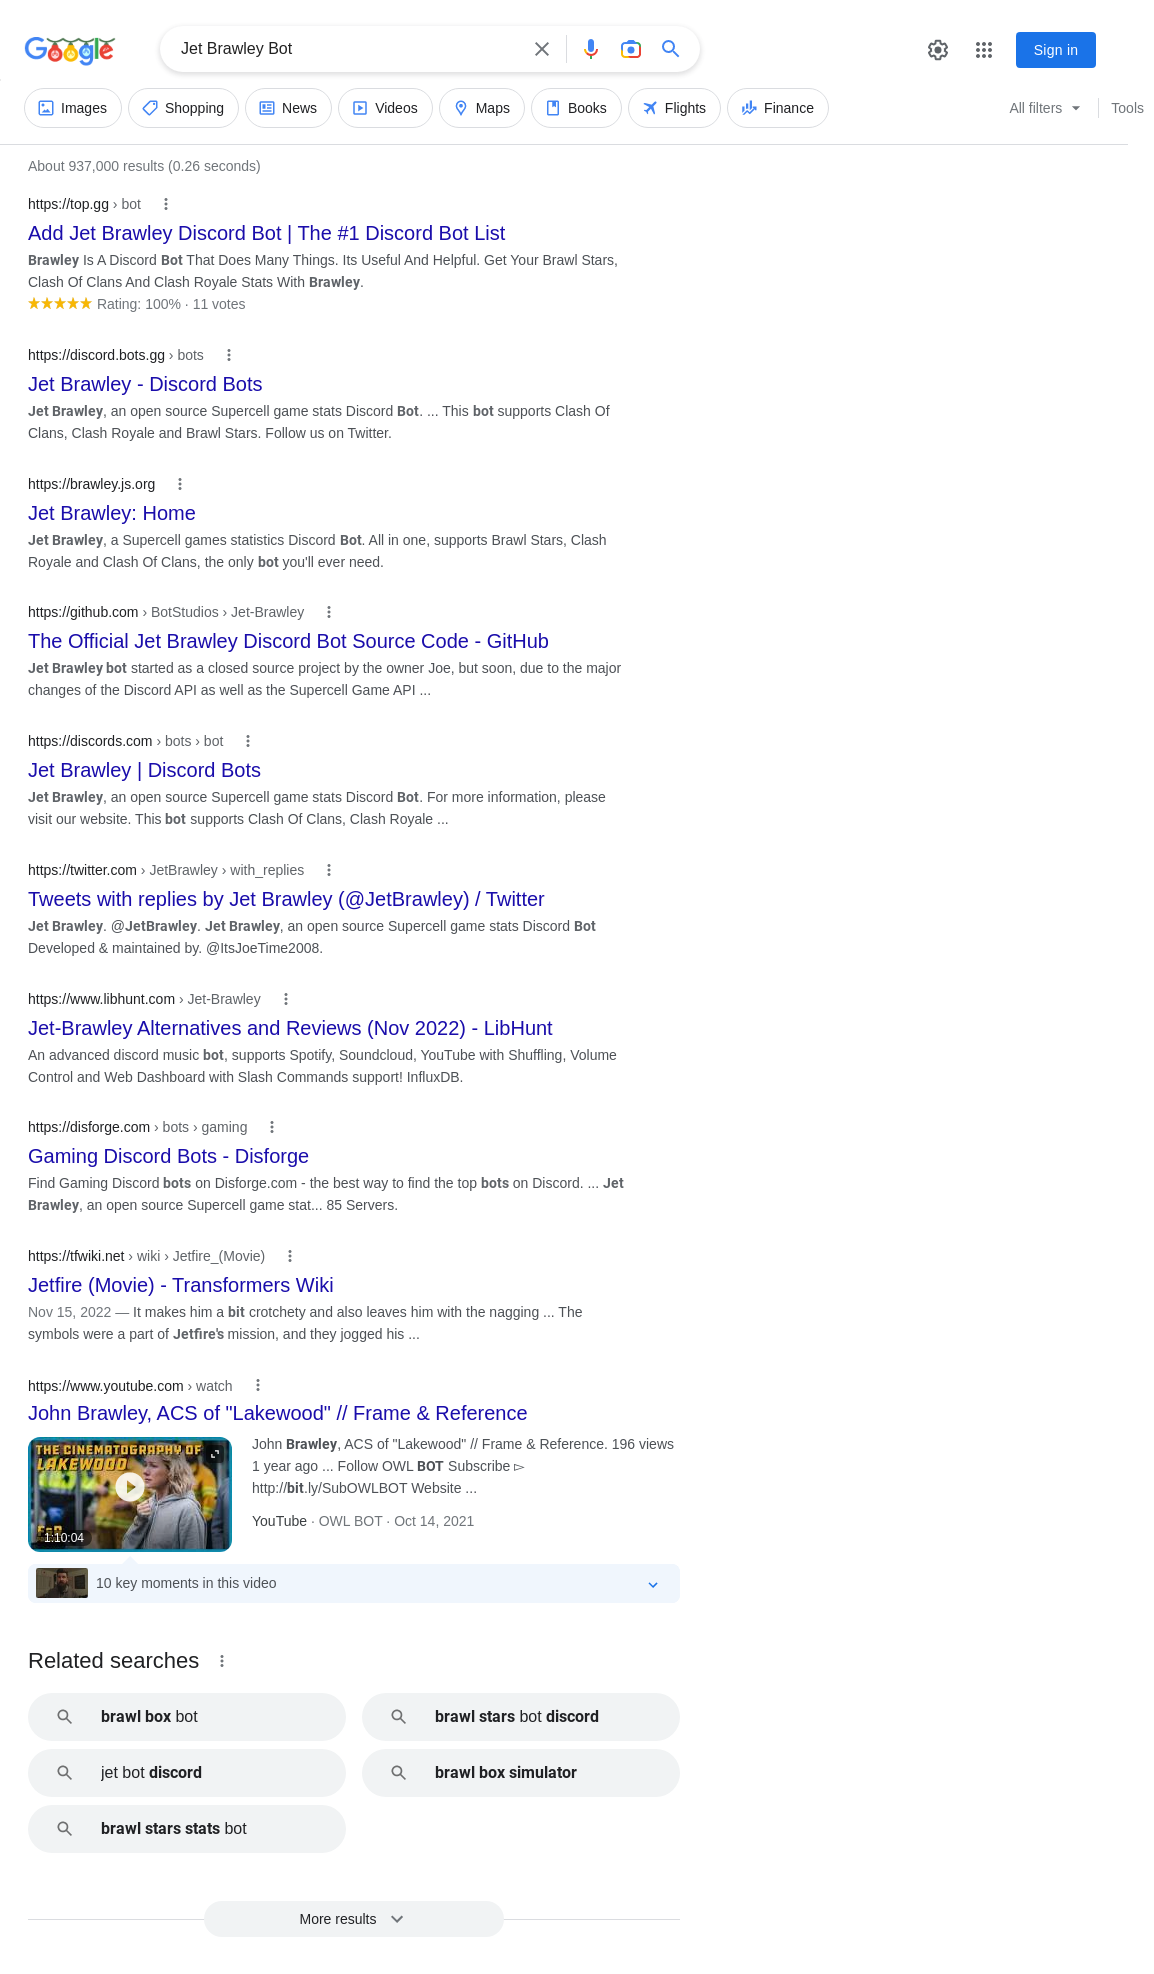 Google
Jet Brawley Bot
Sign in
Images
Shopping
News
Videos
Maps
Books
Flights
Finance
All filters
Tools
About 937,000 results (0.26 seconds)
https://top.gg › bot
Add Jet Brawley Discord Bot | The #1 Discord Bot List
Brawley Is A Discord Bot That Does Many Things. Its Useful And Helpful. Get Your Brawl Stars,
Clash Of Clans And Clash Royale Stats With Brawley.
Rating: 100% · 11 votes
https://discord.bots.gg › bots
Jet Brawley - Discord Bots
Jet Brawley, an open source Supercell game stats Discord Bot. ... This bot supports Clash Of
Clans, Clash Royale and Brawl Stars. Follow us on Twitter.
https://brawley.js.org
Jet Brawley: Home
Jet Brawley, a Supercell games statistics Discord Bot. All in one, supports Brawl Stars, Clash
Royale and Clash Of Clans, the only bot you'll ever need.
https://github.com › BotStudios › Jet-Brawley
The Official Jet Brawley Discord Bot Source Code - GitHub
Jet Brawley bot started as a closed source project by the owner Joe, but soon, due to the major
changes of the Discord API as well as the Supercell Game API ...
https://discords.com › bots › bot
Jet Brawley | Discord Bots
Jet Brawley, an open source Supercell game stats Discord Bot. For more information, please
visit our website. This bot supports Clash Of Clans, Clash Royale ...
https://twitter.com › JetBrawley › with_replies
Tweets with replies by Jet Brawley (@JetBrawley) / Twitter
Jet Brawley. @JetBrawley. Jet Brawley, an open source Supercell game stats Discord Bot
Developed & maintained by. @ItsJoeTime2008.
https://www.libhunt.com › Jet-Brawley
Jet-Brawley Alternatives and Reviews (Nov 2022) - LibHunt
An advanced discord music bot, supports Spotify, Soundcloud, YouTube with Shuffling, Volume
Control and Web Dashboard with Slash Commands support! InfluxDB.
https://disforge.com › bots › gaming
Gaming Discord Bots - Disforge
Find Gaming Discord bots on Disforge.com - the best way to find the top bots on Discord. ... Jet
Brawley, an open source Supercell game stat... 85 Servers.
https://tfwiki.net › wiki › Jetfire_(Movie)
Jetfire (Movie) - Transformers Wiki
Nov 15, 2022 — It makes him a bit crotchety and also leaves him with the nagging ... The
symbols were a part of Jetfire's mission, and they jogged his ...
https://www.youtube.com › watch
John Brawley, ACS of "Lakewood" // Frame & Reference
THE CINEMATOGRAPHY OF
LAKEWOOD
F&R
1:10:04
John Brawley, ACS of "Lakewood" // Frame & Reference. 196 views
1 year ago ... Follow OWL BOT Subscribe ▻
http://bit.ly/SubOWLBOT Website ...
YouTube · OWL BOT · Oct 14, 2021
10 key moments in this video
Related searches
brawl box bot
brawl stars bot discord
jet bot discord
brawl box simulator
brawl stars stats bot
More results